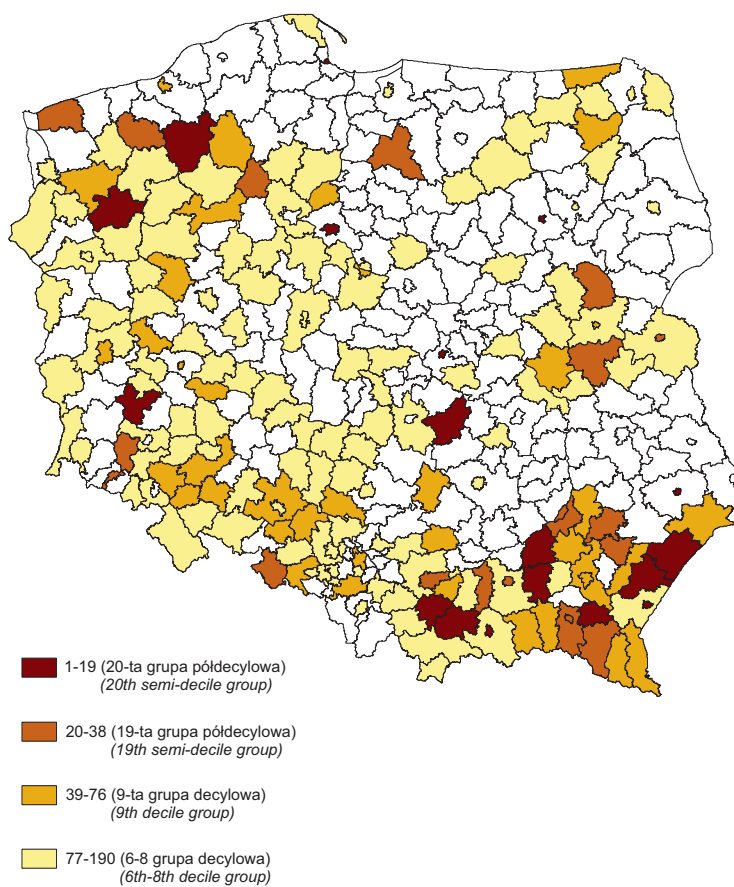 1-19 (20-ta grupa półdecylowa)
(20th semi-decile group)
20-38 (19-ta grupa półdecylowa)
(19th semi-decile group)
39-76 (9-ta grupa decylowa)
(9th decile group)
77-190 (6-8 grupa decylowa)
(6th-8th decile group)